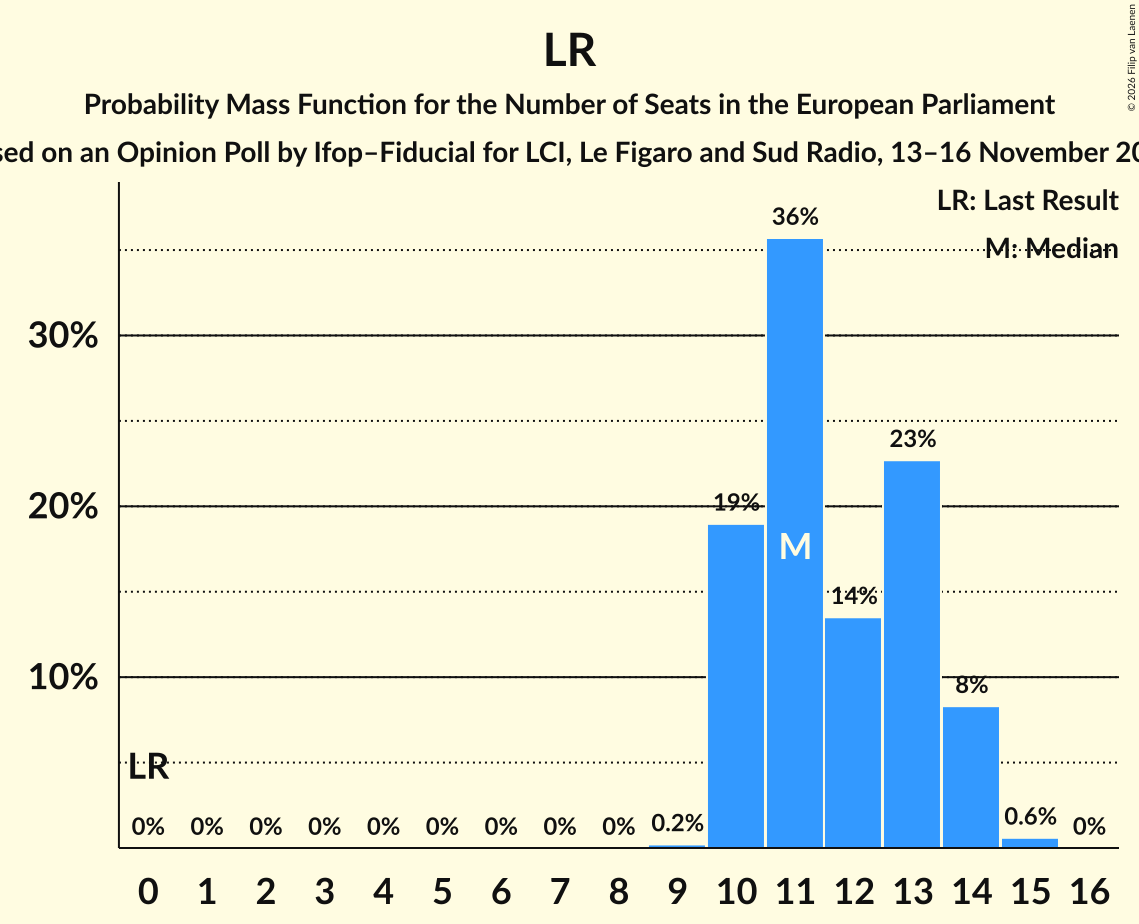 LR
Probability Mass Function for the Number of Seats in the European Parliament
sed on an Opinion Poll by Ifop–Fiducial for LCI, Le Figaro and Sud Radio, 13–16 November 20
© 2026 Filip van Laenen
LR: Last Result
M: Median
36%
30%
23%
20%
19%
M
14%
10%
8%
LR
0% 0% 0% 0% 0% 0% 0% 0% 0% 0.2% 0.6% 0%
0 1 2 3 4 5 6 7 8 9 10 11 12 13 14 15 16